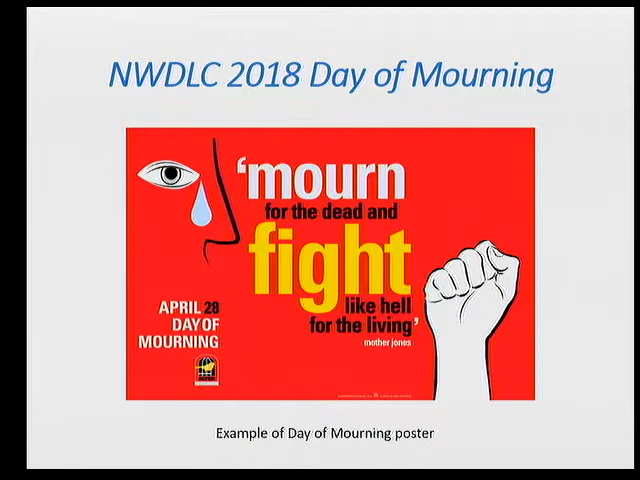 NWDLC 2018 Day of Mourning
‘mourn
for the dead and
fight
like hell
for the living’
mother jones
APRIL 28
DAY OF
MOURNING
Example of Day of Mourning poster